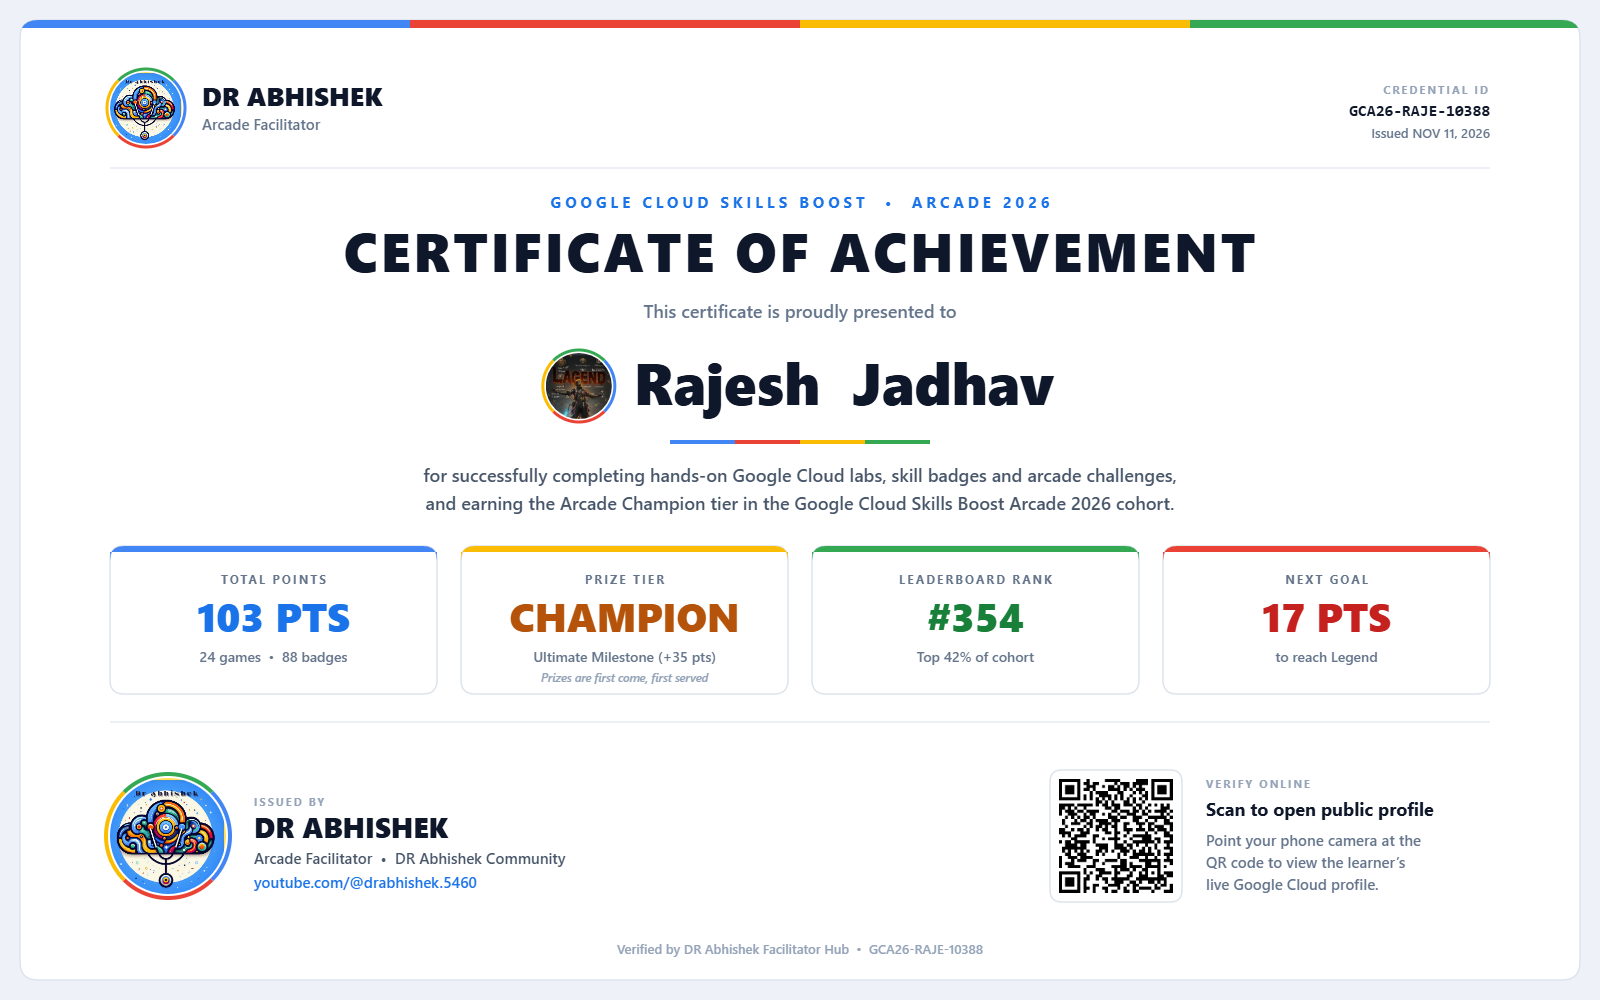 Dr abhishek
DR ABHISHEK
Arcade Facilitator
CREDENTIAL ID
GCA26-RAJE-10388
Issued NOV 11, 2026
GOOGLE CLOUD SKILLS BOOST • ARCADE 2026
CERTIFICATE OF ACHIEVEMENT
This certificate is proudly presented to
LAGEND
Rajesh Jadhav
for successfully completing hands-on Google Cloud labs, skill badges and arcade challenges,
and earning the Arcade Champion tier in the Google Cloud Skills Boost Arcade 2026 cohort.
TOTAL POINTS
103 PTS
24 games • 88 badges
PRIZE TIER
CHAMPION
Ultimate Milestone (+35 pts)
Prizes are first come, first served
LEADERBOARD RANK
#354
Top 42% of cohort
NEXT GOAL
17 PTS
to reach Legend
Dr abhishek
ISSUED BY
DR ABHISHEK
Arcade Facilitator • DR Abhishek Community
youtube.com/@drabhishek.5460
VERIFY ONLINE
Scan to open public profile
Point your phone camera at the
QR code to view the learner’s
live Google Cloud profile.
Verified by DR Abhishek Facilitator Hub • GCA26-RAJE-10388